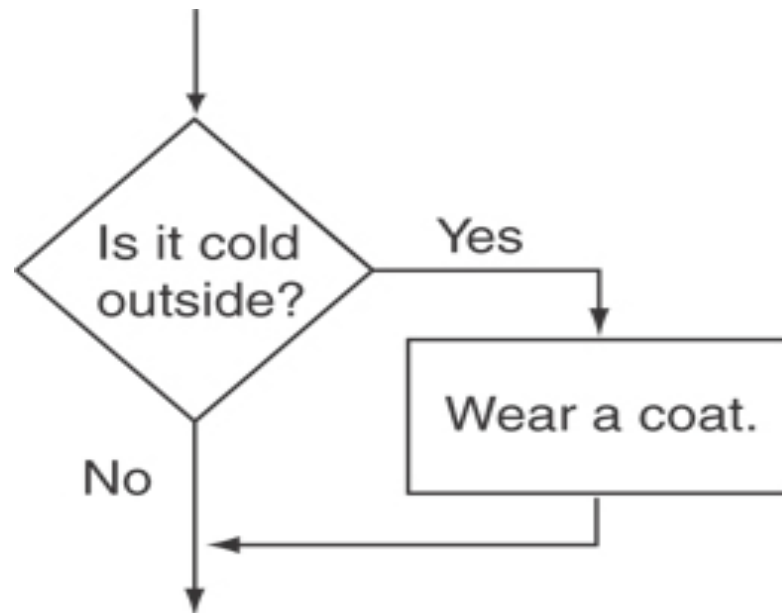 Is it cold
outside?
Yes
Wear a coat.
No